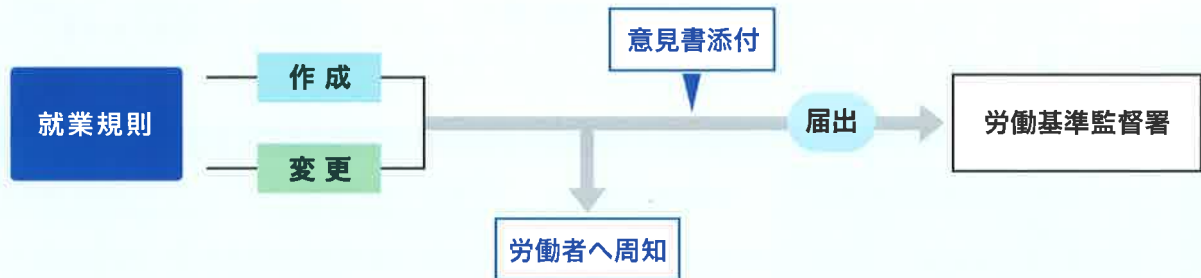 意見書添付
就業規則
作成
変更
届出
労働基準監督署
労働者へ周知